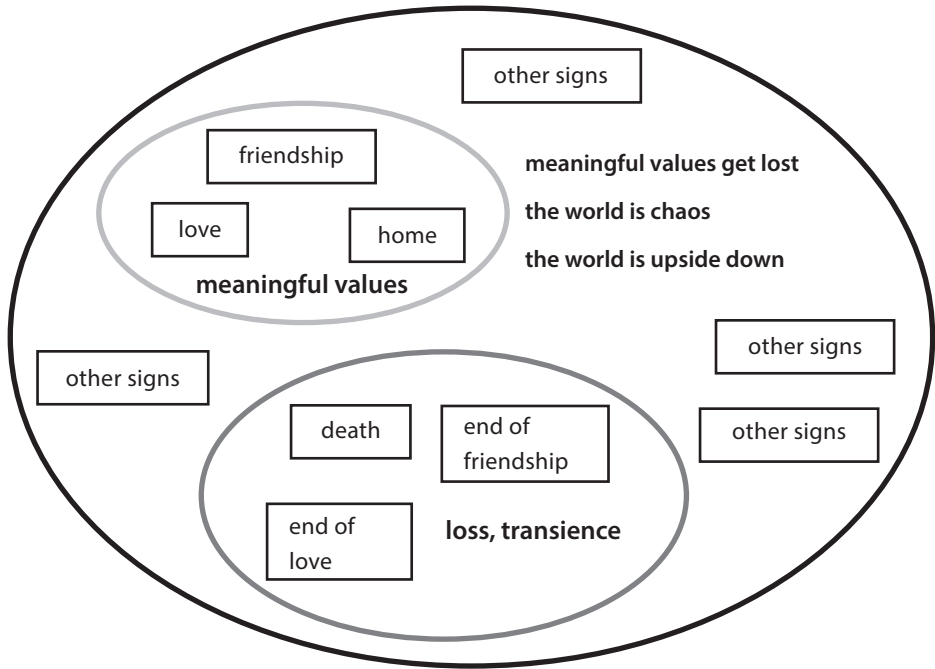 other signs
friendship
love
home
meaningful values
meaningful values get lost
the world is chaos
the world is upside down
other signs
other signs
other signs
death
end of
friendship
end of
love
loss, transience